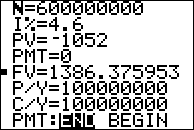 N=600000000
I%=4.6
PV=-1052
PMT=0
FV=1386.375953
P/Y=100000000
C/Y=100000000
PMT:END BEGIN